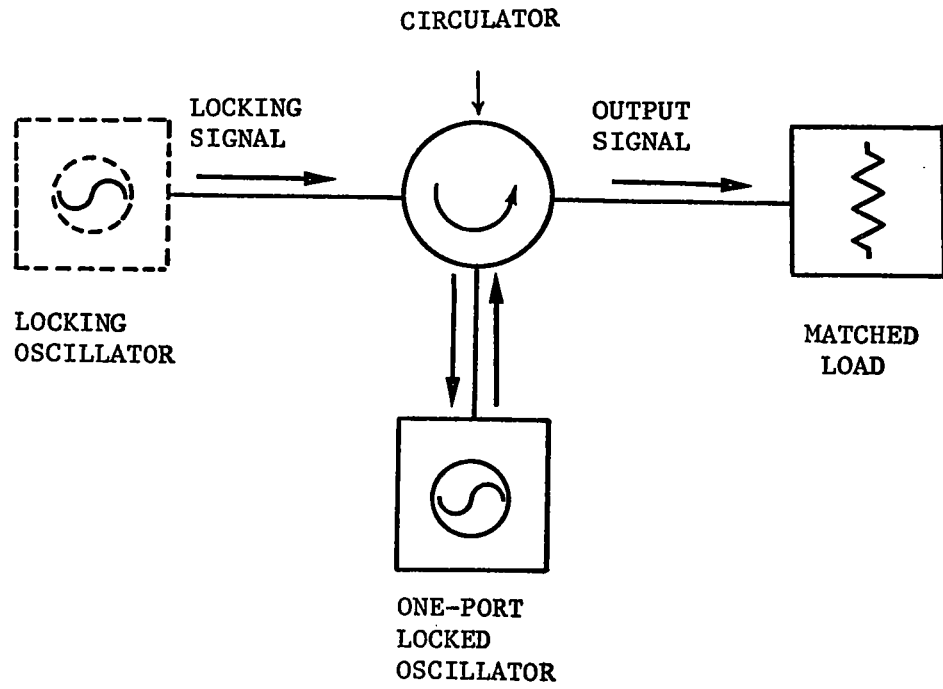 CIRCULATOR
LOCKING
SIGNAL
OUTPUT
SIGNAL
LOCKING
OSCILLATOR
MATCHED
LOAD
ONE-PORT
LOCKED
OSCILLATOR